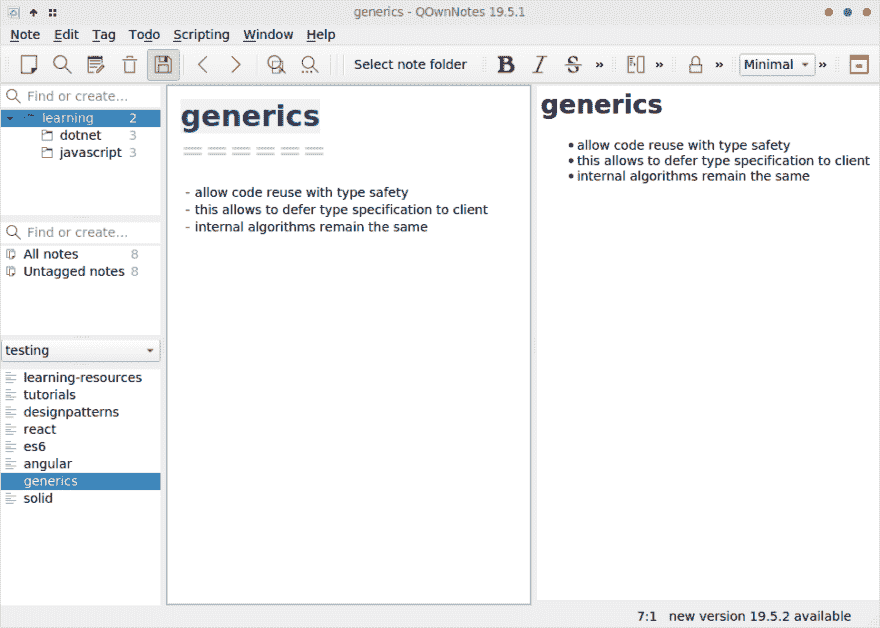 generics - QOwnNotes 19.5.1
Note Edit Tag Todo Scripting Window Help
Select note folder B I S » » » Minimal »
Find or create...
learning 2
dotnet 3
javascript 3
Find or create...
All notes 8
Untagged notes 8
testing
learning-resources
tutorials
designpatterns
react
es6
angular
generics
solid
generics
======
- allow code reuse with type safety
- this allows to defer type specification to client
- internal algorithms remain the same
generics
• allow code reuse with type safety
• this allows to defer type specification to client
• internal algorithms remain the same
7:1 new version 19.5.2 available